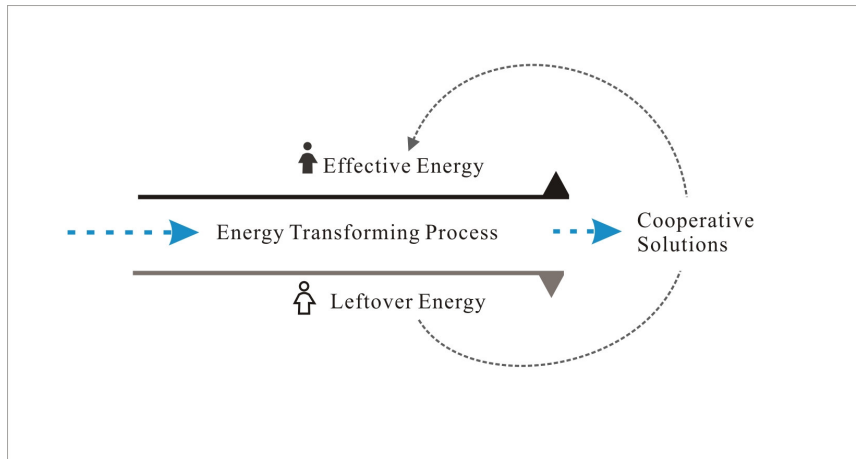 Effective Energy
Energy Transforming Process
Cooperative
Solutions
Leftover Energy